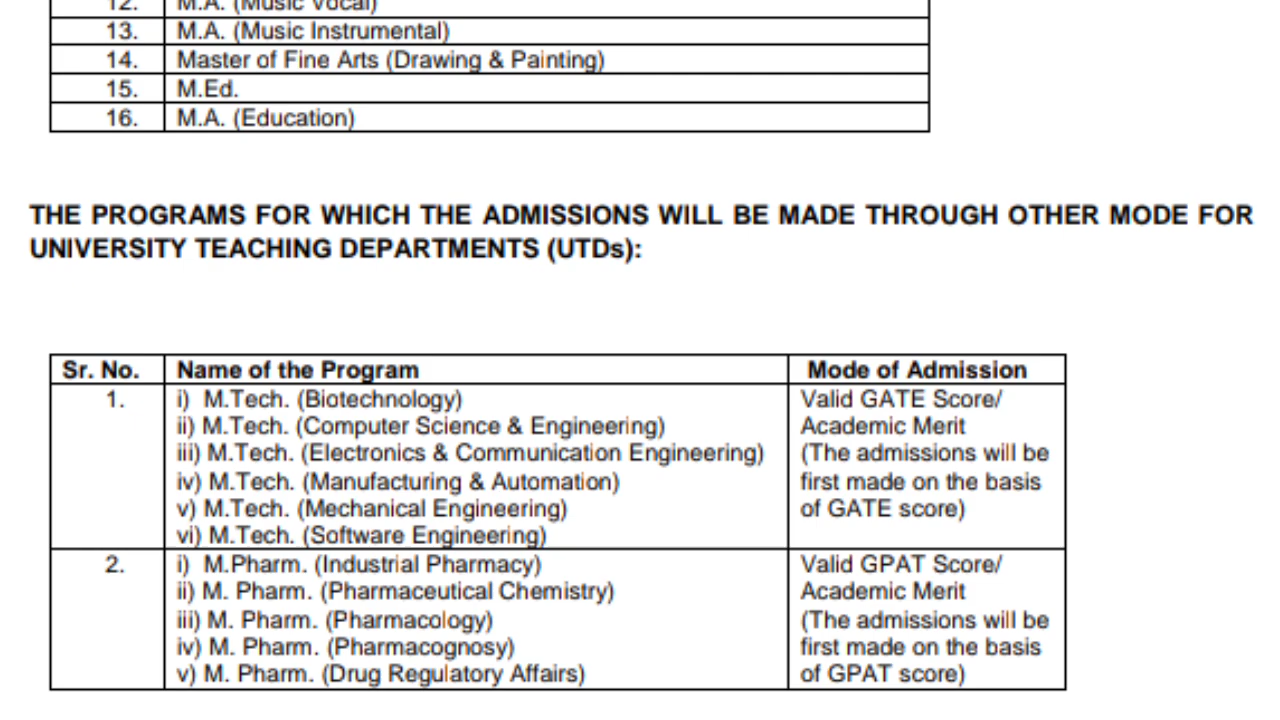 12. M.A. (Music Vocal)
13. M.A. (Music Instrumental)
14. Master of Fine Arts (Drawing & Painting)
15. M.Ed.
16. M.A. (Education)
THE PROGRAMS FOR WHICH THE ADMISSIONS WILL BE MADE THROUGH OTHER MODE FOR
UNIVERSITY TEACHING DEPARTMENTS (UTDs):
Sr. No. Name of the Program Mode of Admission
1. i) M.Tech. (Biotechnology) Valid GATE Score/
ii) M.Tech. (Computer Science & Engineering) Academic Merit
iii) M.Tech. (Electronics & Communication Engineering) (The admissions will be
iv) M.Tech. (Manufacturing & Automation) first made on the basis
v) M.Tech. (Mechanical Engineering) of GATE score)
vi) M.Tech. (Software Engineering)
2. i) M.Pharm. (Industrial Pharmacy) Valid GPAT Score/
ii) M. Pharm. (Pharmaceutical Chemistry) Academic Merit
iii) M. Pharm. (Pharmacology) (The admissions will be
iv) M. Pharm. (Pharmacognosy) first made on the basis
v) M. Pharm. (Drug Regulatory Affairs) of GPAT score)